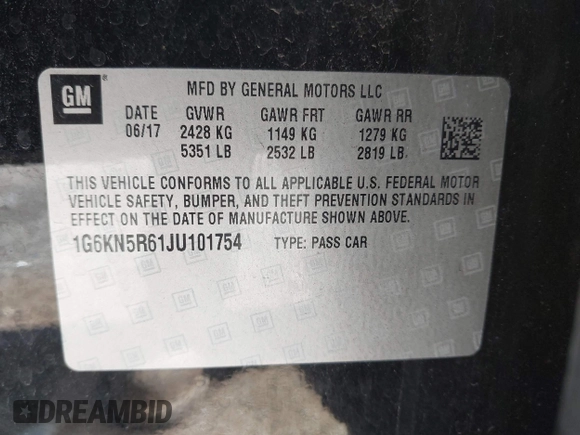 GM
®
MFD BY GENERAL MOTORS LLC
DATE GVWR GAWR FRT GAWR RR
06/17 2428 KG 1149 KG 1279 KG
5351 LB 2532 LB 2819 LB
THIS VEHICLE CONFORMS TO ALL APPLICABLE U.S. FEDERAL MOTOR
VEHICLE SAFETY, BUMPER, AND THEFT PREVENTION STANDARDS IN
EFFECT ON THE DATE OF MANUFACTURE SHOWN ABOVE.
1G6KN5R61JU101754 TYPE: PASS CAR
DREAMBID